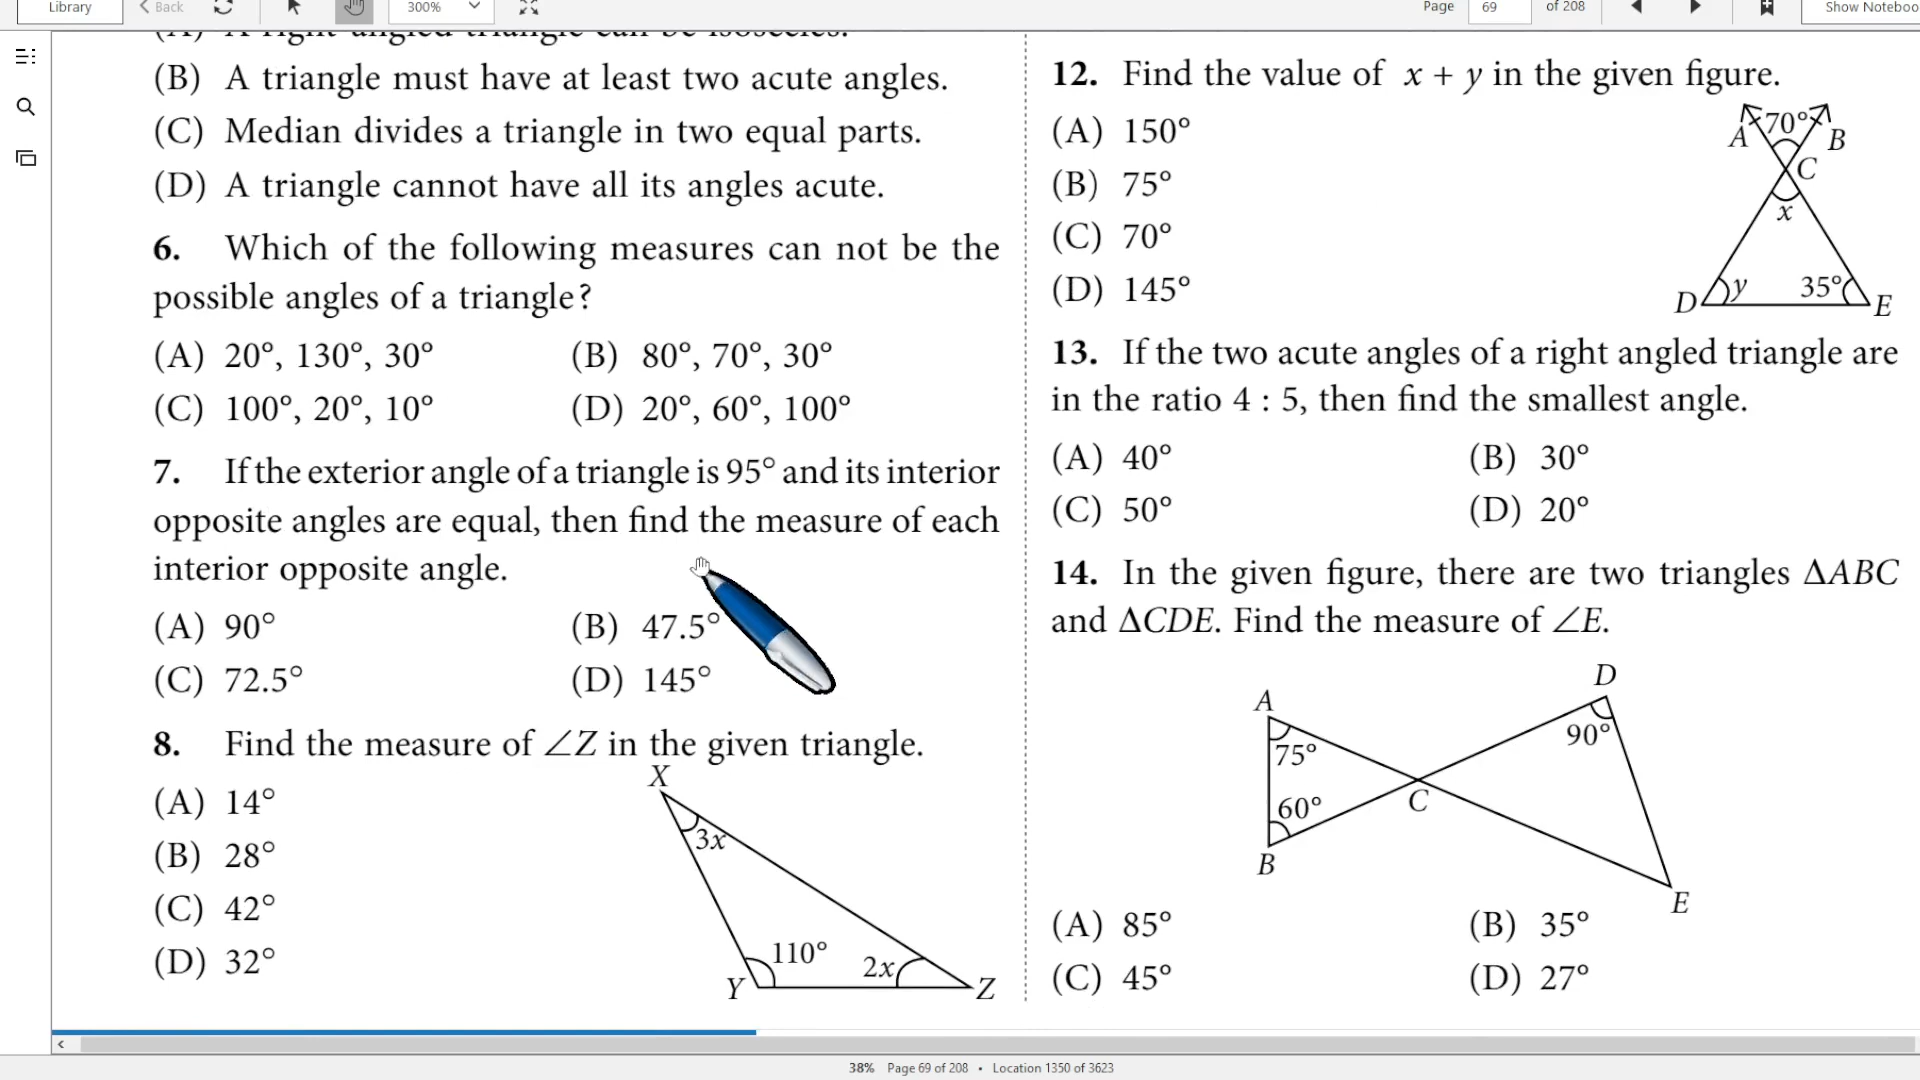 Library
Back
300%
Page 69 of 208
Show Noteboo
(A) A right angled triangle can be isosceles.
(B) A triangle must have at least two acute angles.
(C) Median divides a triangle in two equal parts.
(D) A triangle cannot have all its angles acute.
6. Which of the following measures can not be the
possible angles of a triangle?
(A) 20°, 130°, 30° (B) 80°, 70°, 30°
(C) 100°, 20°, 10° (D) 20°, 60°, 100°
7. If the exterior angle of a triangle is 95° and its interior
opposite angles are equal, then find the measure of each
interior opposite angle.
(A) 90° (B) 47.5°
(C) 72.5° (D) 145°
8. Find the measure of ∠Z in the given triangle.
(A) 14°
(B) 28°
(C) 42°
(D) 32°
X
3x
110°
2x
Y
Z
12. Find the value of x + y in the given figure.
(A) 150°
(B) 75°
(C) 70°
(D) 145°
A
70°
B
C
x
y
35°
D
E
13. If the two acute angles of a right angled triangle are
in the ratio 4 : 5, then find the smallest angle.
(A) 40° (B) 30°
(C) 50° (D) 20°
14. In the given figure, there are two triangles ΔABC
and ΔCDE. Find the measure of ∠E.
D
A
90°
75°
C
60°
B
E
(A) 85° (B) 35°
(C) 45° (D) 27°
38% Page 69 of 208 • Location 1350 of 3623